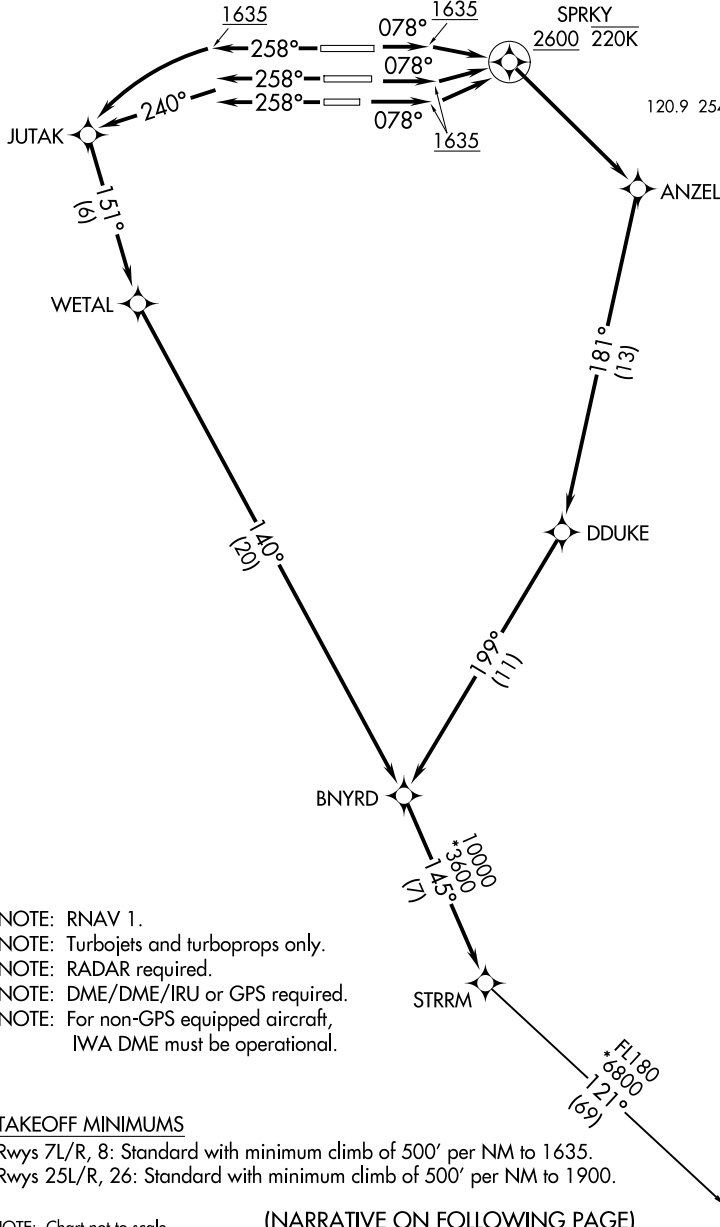 1635
1635
SPRKY
2600 220K
258°
078°
258°
078°
258°
078°
240°
1635
120.9 254
JUTAK
ANZEL
151°
(6)
WETAL
181°
(13)
140°
(20)
DDUKE
199°
(11)
BNYRD
10000
*3600
145°
(7)
NOTE: RNAV 1.
NOTE: Turbojets and turboprops only.
NOTE: RADAR required.
NOTE: DME/DME/IRU or GPS required.
NOTE: For non-GPS equipped aircraft,
IWA DME must be operational.
STRRM
FL180
*6800
121°
(69)
TAKEOFF MINIMUMS
Rwys 7L/R, 8: Standard with minimum climb of 500' per NM to 1635.
Rwys 25L/R, 26: Standard with minimum climb of 500' per NM to 1900.
NOTE: Chart not to scale
(NARRATIVE ON FOLLOWING PAGE)